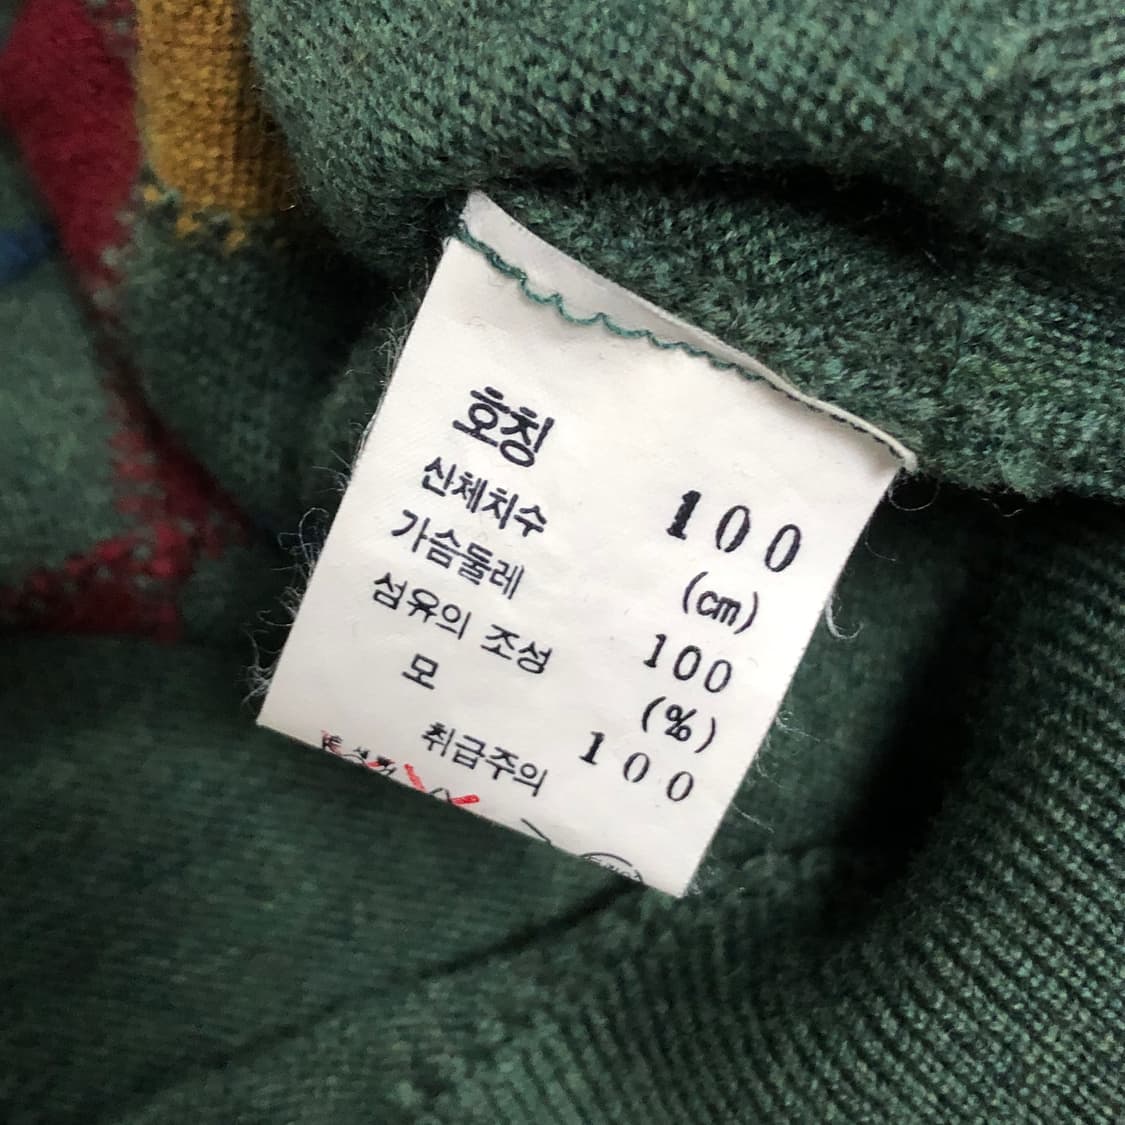 호칭 100
신체치수 (cm)
가슴둘레 100
섬유의 조성 (%)
모 100
취급주의